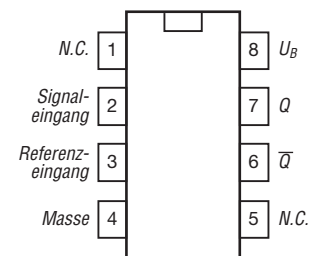 N.C. 1 8 U_B
Signal-
eingang 2 7 Q
Referenz-
eingang 3 6 Q̅
Masse 4 5 N.C.